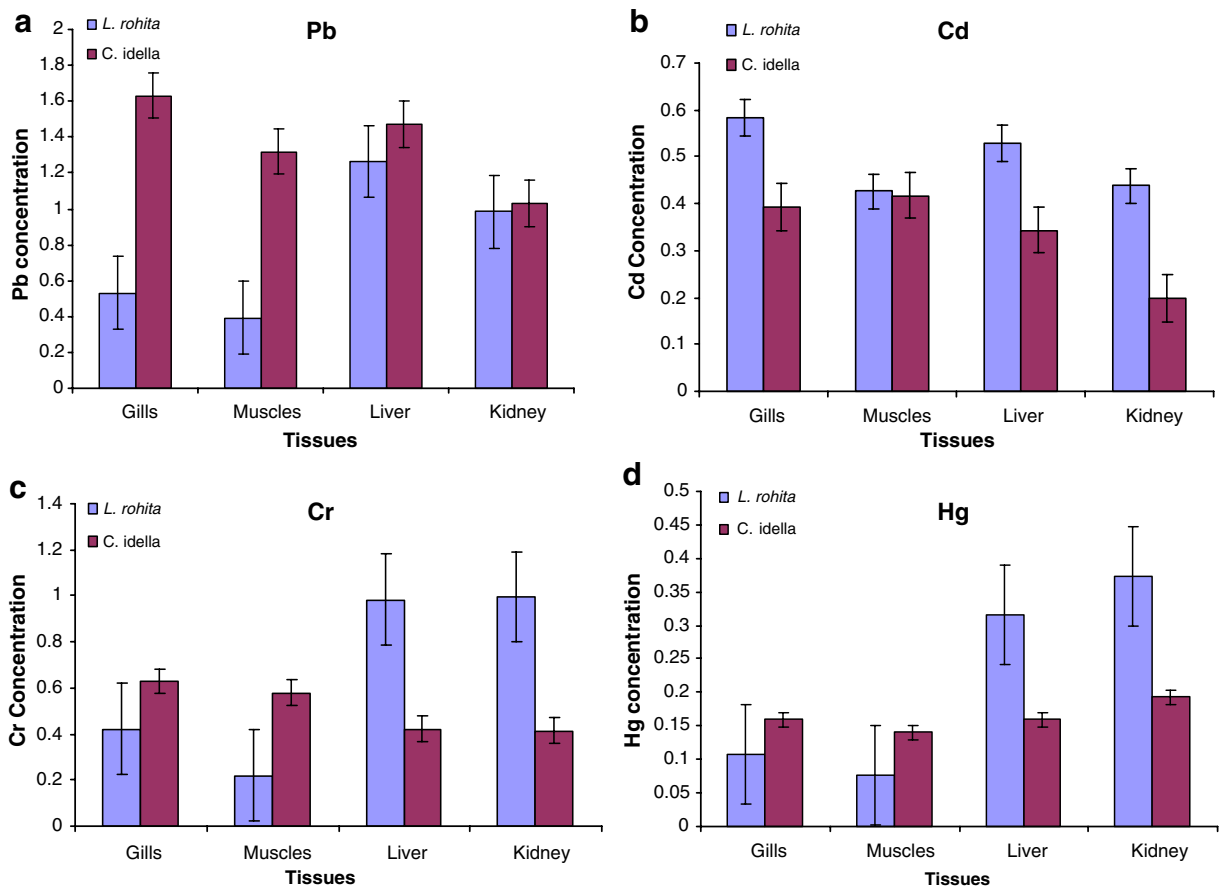 a
Pb
L. rohita
C. idella
Pb concentration
2
1.8
1.6
1.4
1.2
1
0.8
0.6
0.4
0.2
0
Gills Muscles Liver Kidney
Tissues
b
Cd
L. rohita
C. idella
Cd Concentration
0.7
0.6
0.5
0.4
0.3
0.2
0.1
0
Gills Muscles Liver Kidney
Tissues
c
Cr
L. rohita
C. idella
Cr Concentration
1.4
1.2
1
0.8
0.6
0.4
0.2
0
Gills Muscles Liver Kidney
Tissues
d
Hg
L. rohita
C. idella
Hg concentration
0.5
0.45
0.4
0.35
0.3
0.25
0.2
0.15
0.1
0.05
0
Gills Muscles Liver Kidney
Tissues